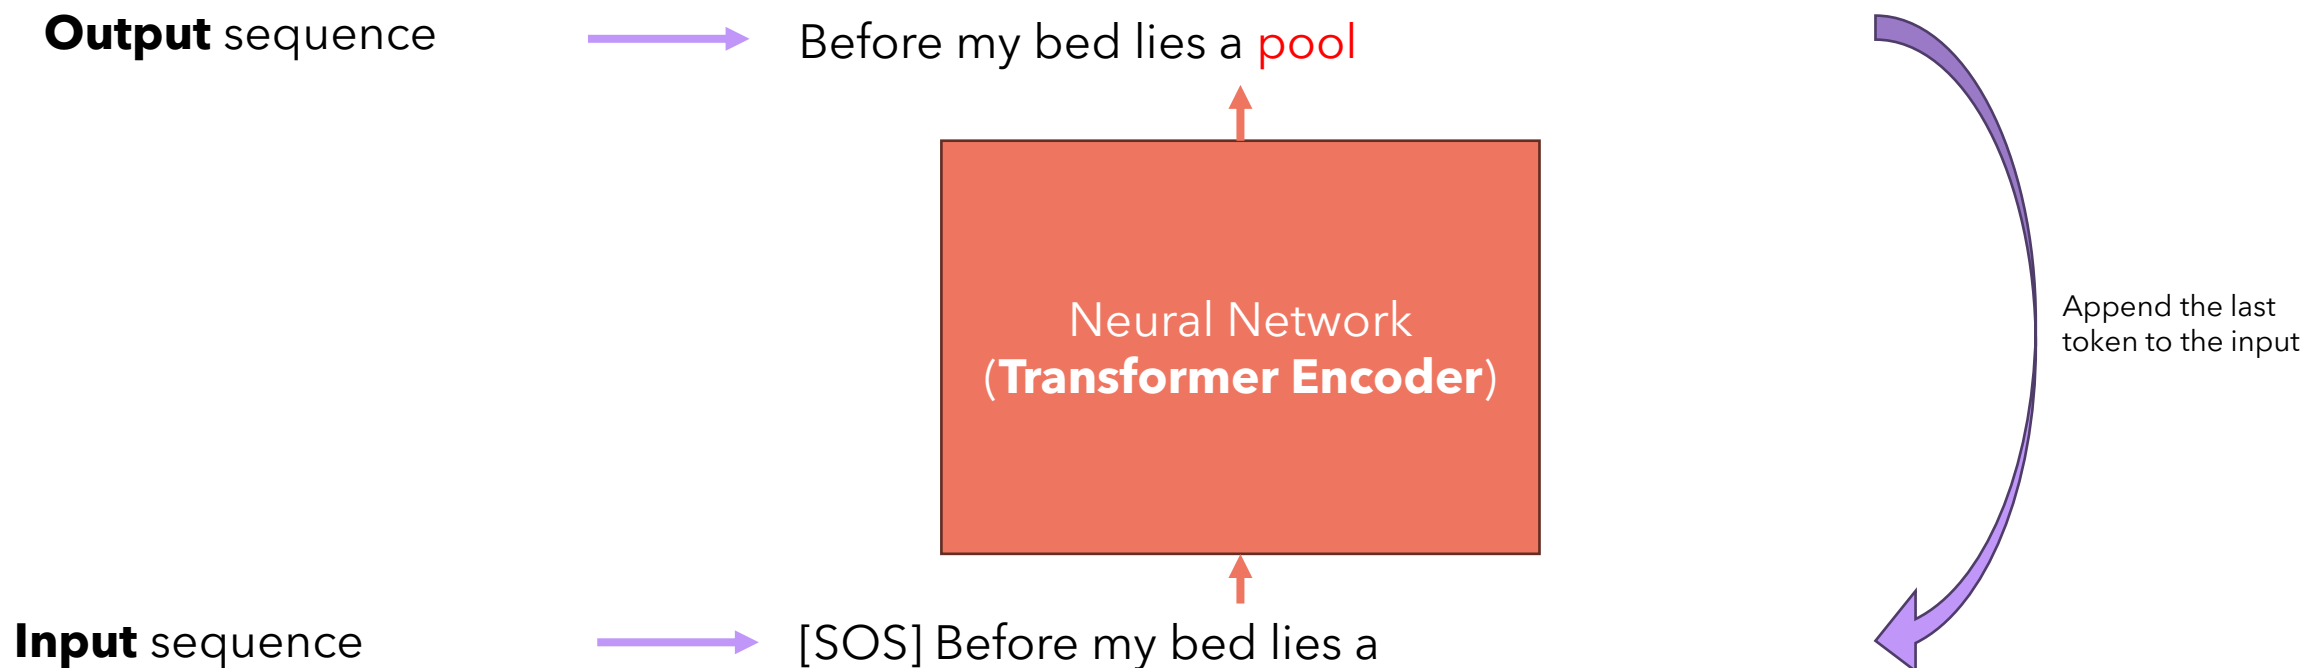 Output sequence
Before my bed lies a pool
Neural Network
(Transformer Encoder)
Append the last
token to the input
Input sequence
[SOS] Before my bed lies a